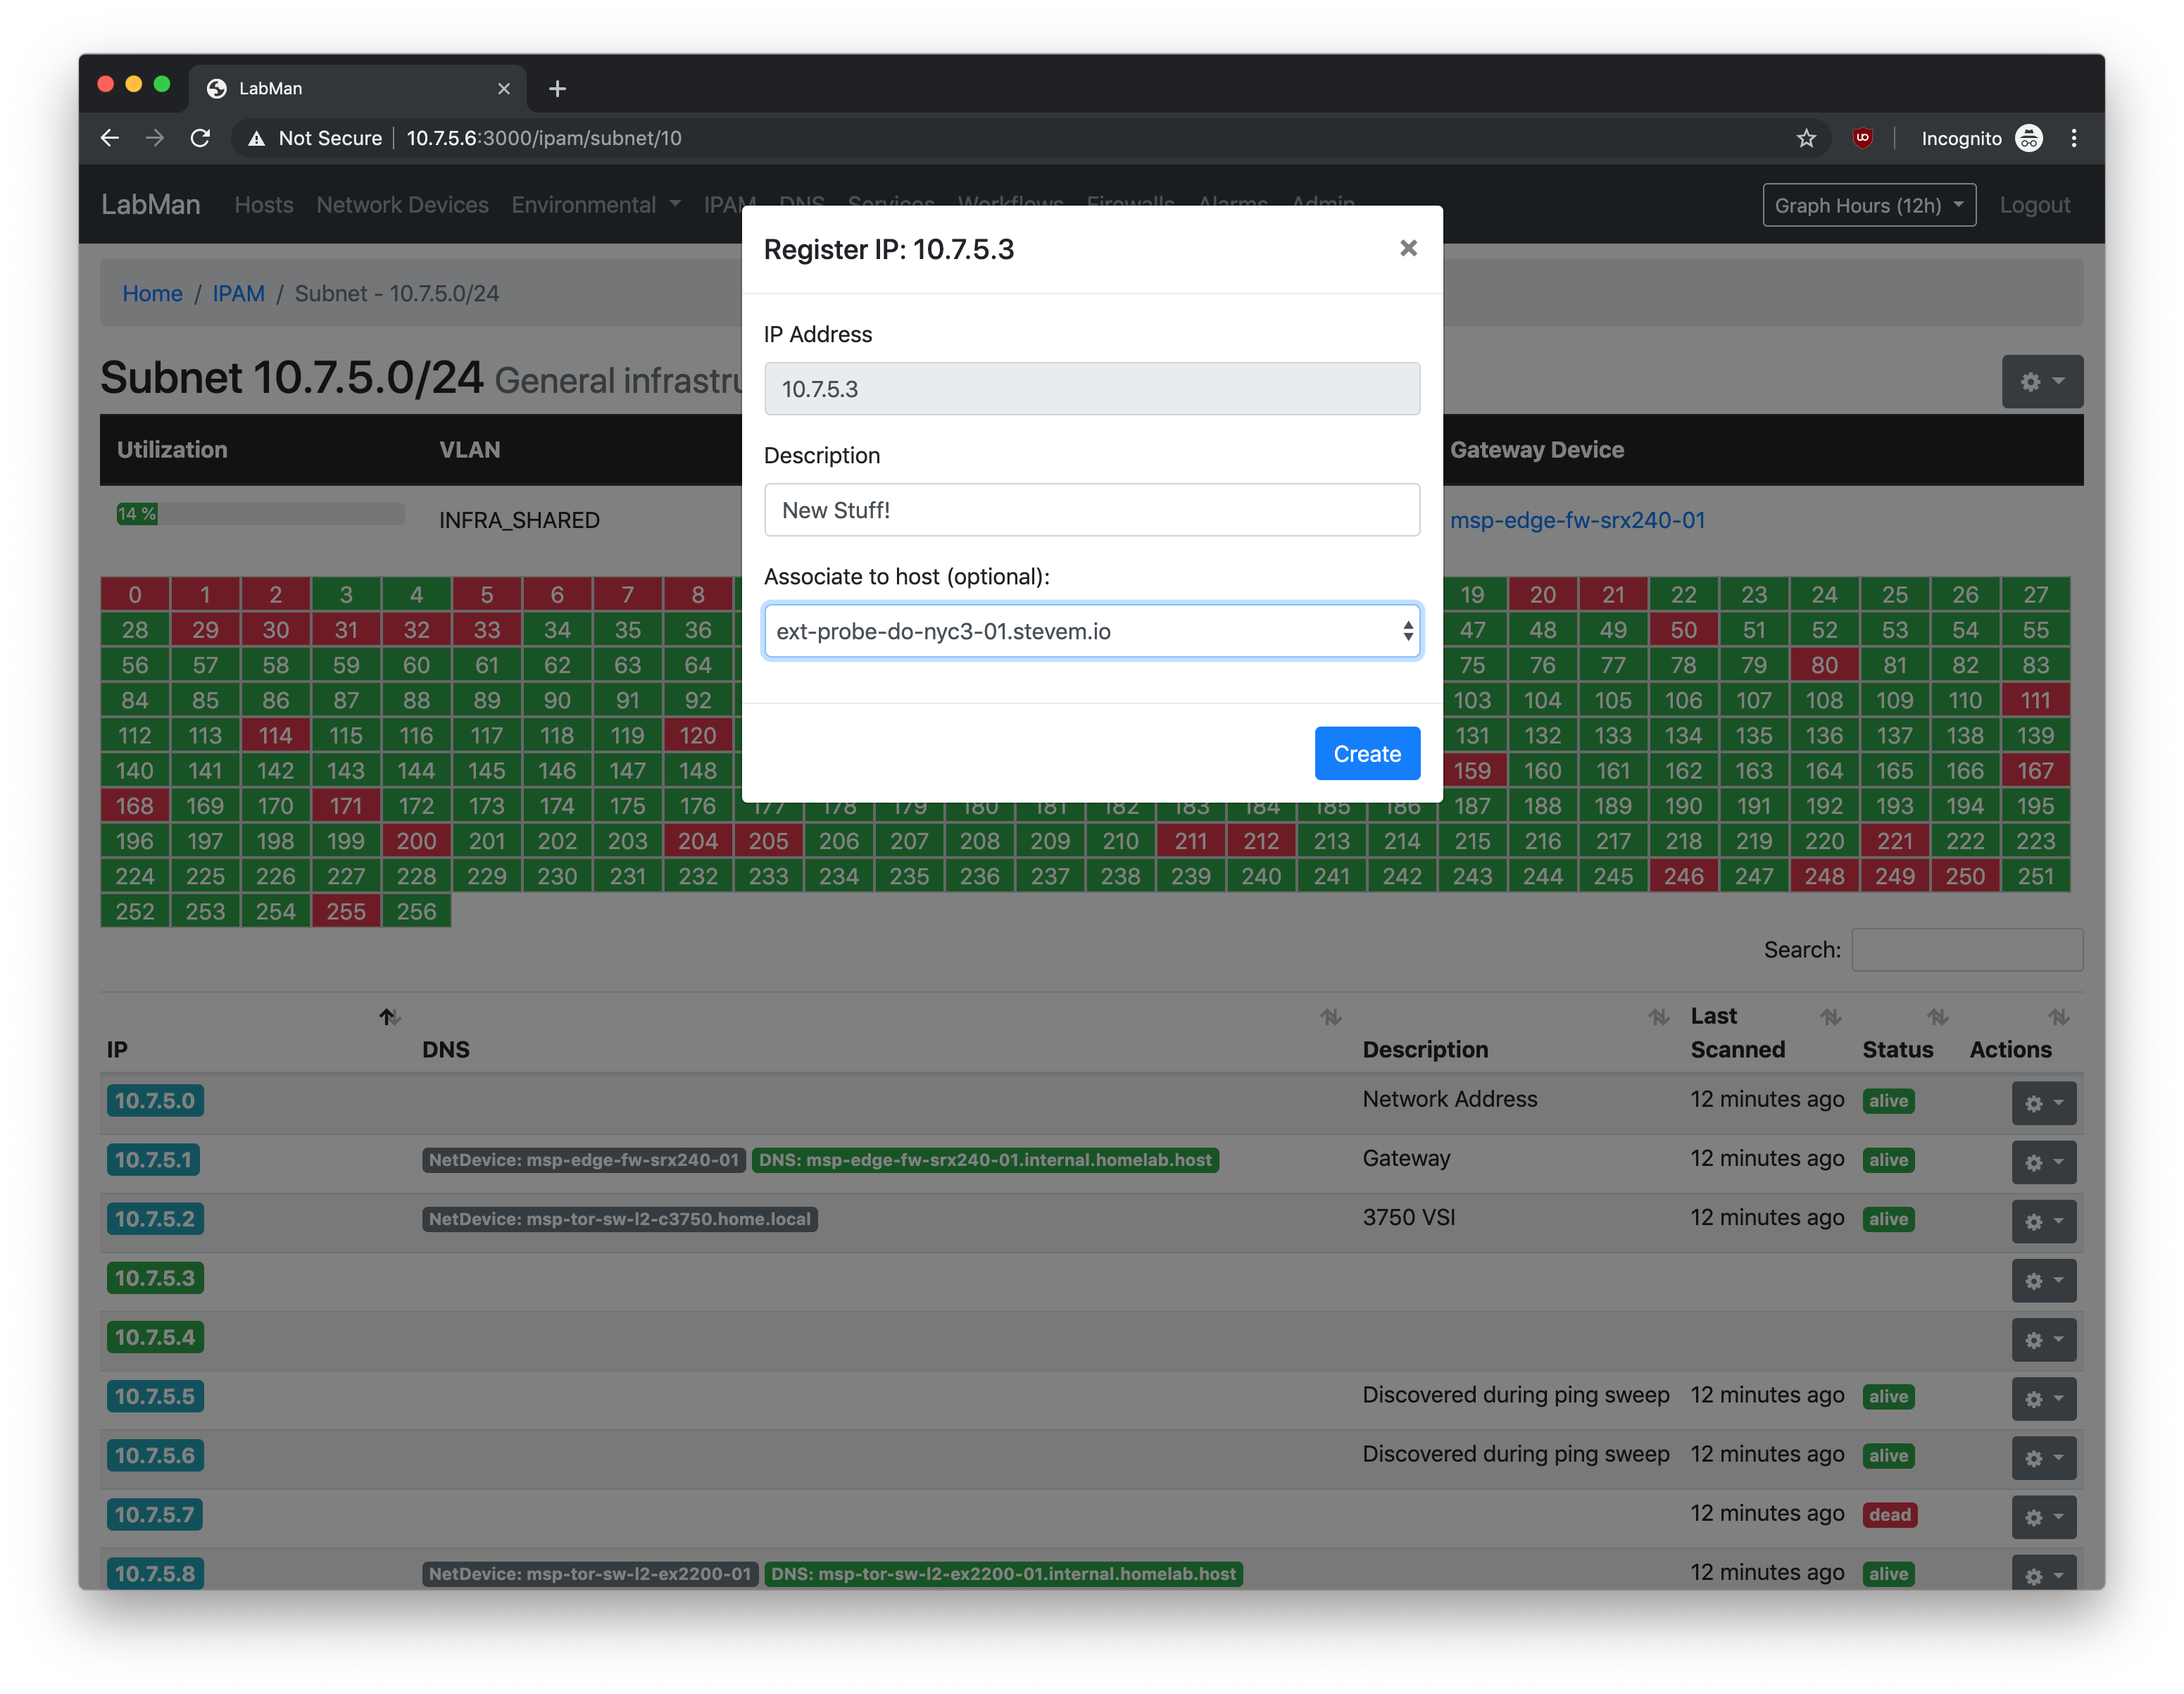 LabMan
Not Secure 10.7.5.6:3000/ipam/subnet/10
Incognito
LabMan Hosts Network Devices Environmental IPAM DNS Services Workflows Firewalls Alarms Admin Graph Hours (12h) Logout
Register IP: 10.7.5.3 ×
Home / IPAM / Subnet - 10.7.5.0/24
IP Address
10.7.5.3
Subnet 10.7.5.0/24 General
Description
New Stuff!
Associate to host (optional):
ext-probe-do-nyc3-01.stevem.io
Create
Utilization VLAN Gateway Device
14 % INFRA_SHARED msp-edge-fw-srx240-01
0 1 2 3 4 5 6 7 8 19 20 21 22 23 24 25 26 27
28 29 30 31 32 33 34 35 36 47 48 49 50 51 52 53 54 55
56 57 58 59 60 61 62 63 64 75 76 77 78 79 80 81 82 83
84 85 86 87 88 89 90 91 92 103 104 105 106 107 108 109 110 111
112 113 114 115 116 117 118 119 120 131 132 133 134 135 136 137 138 139
140 141 142 143 144 145 146 147 148 159 160 161 162 163 164 165 166 167
168 169 170 171 172 173 174 175 176 177 178 179 180 181 182 183 184 185 186 187 188 189 190 191 192 193 194 195
196 197 198 199 200 201 202 203 204 205 206 207 208 209 210 211 212 213 214 215 216 217 218 219 220 221 222 223
224 225 226 227 228 229 230 231 232 233 234 235 236 237 238 239 240 241 242 243 244 245 246 247 248 249 250 251
252 253 254 255 256
Search:
IP DNS Description Last Scanned Status Actions
10.7.5.0 Network Address 12 minutes ago alive
10.7.5.1 NetDevice: msp-edge-fw-srx240-01 DNS: msp-edge-fw-srx240-01.internal.homelab.host Gateway 12 minutes ago alive
10.7.5.2 NetDevice: msp-tor-sw-l2-c3750.home.local 3750 VSI 12 minutes ago alive
10.7.5.3
10.7.5.4
10.7.5.5 Discovered during ping sweep 12 minutes ago alive
10.7.5.6 Discovered during ping sweep 12 minutes ago alive
10.7.5.7 12 minutes ago dead
10.7.5.8 NetDevice: msp-tor-sw-l2-ex2200-01 DNS: msp-tor-sw-l2-ex2200-01.internal.homelab.host 12 minutes ago alive